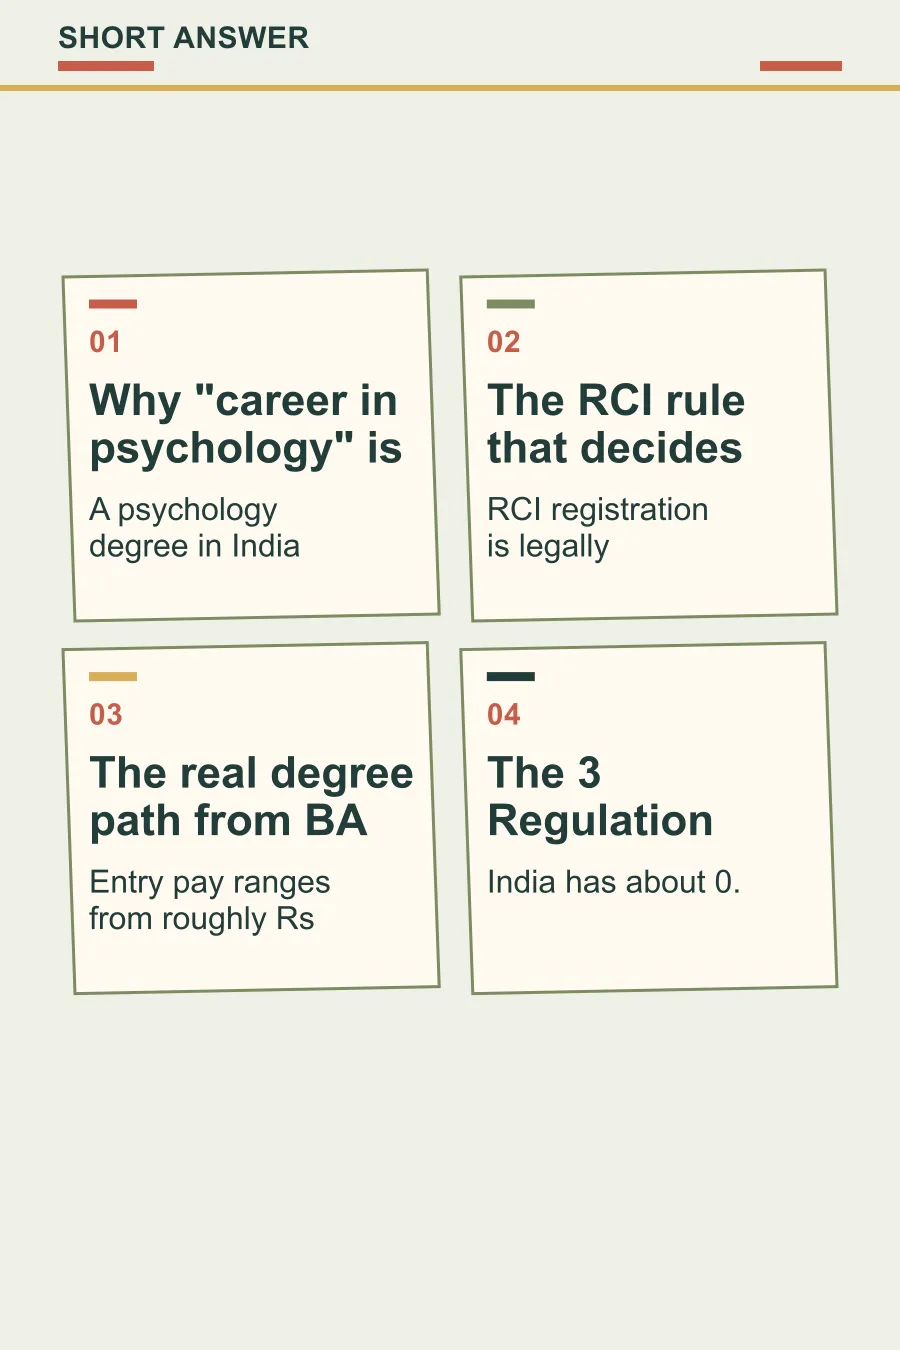 SHORT ANSWER
01
Why "career in
psychology" is
A psychology
degree in India
02
The RCI rule
that decides
RCI registration
is legally
03
The real degree
path from BA
Entry pay ranges
from roughly Rs
04
The 3
Regulation
India has about 0.